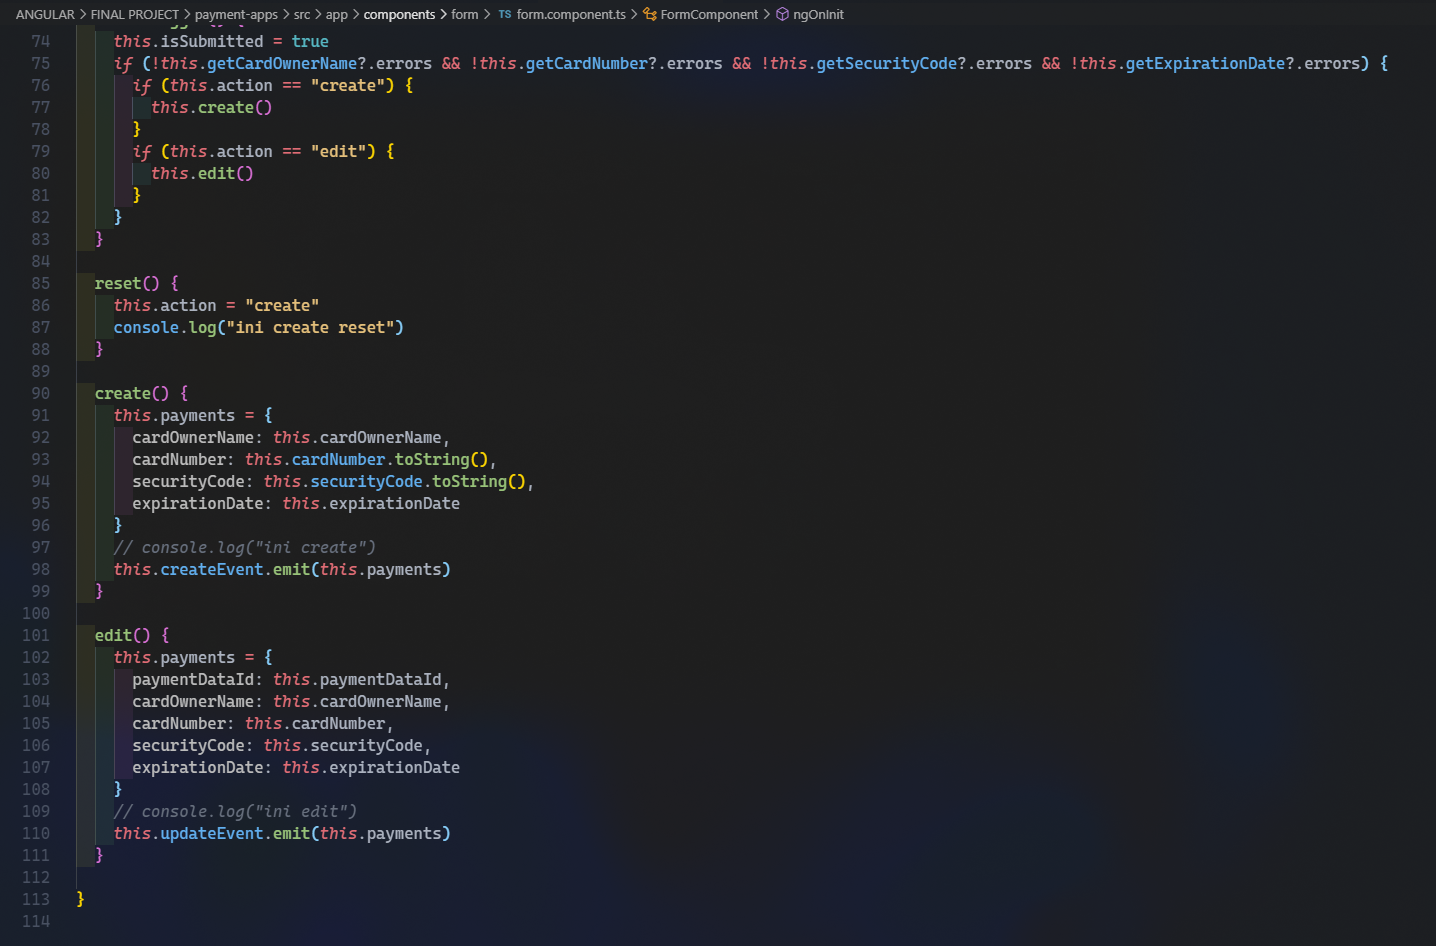 ANGULAR > FINAL PROJECT > payment-apps > src > app > components > form > TS form.component.ts > FormComponent > ngOnInit
74 this.isSubmitted = true
75 if (!this.getCardOwnerName?.errors && !this.getCardNumber?.errors && !this.getSecurityCode?.errors && !this.getExpirationDate?.errors) {
76 if (this.action == "create") {
77 this.create()
78 }
79 if (this.action == "edit") {
80 this.edit()
81 }
82 }
83 }
84
85 reset() {
86 this.action = "create"
87 console.log("ini create reset")
88 }
89
90 create() {
91 this.payments = {
92 cardOwnerName: this.cardOwnerName,
93 cardNumber: this.cardNumber.toString(),
94 securityCode: this.securityCode.toString(),
95 expirationDate: this.expirationDate
96 }
97 // console.log("ini create")
98 this.createEvent.emit(this.payments)
99 }
100
101 edit() {
102 this.payments = {
103 paymentDataId: this.paymentDataId,
104 cardOwnerName: this.cardOwnerName,
105 cardNumber: this.cardNumber,
106 securityCode: this.securityCode,
107 expirationDate: this.expirationDate
108 }
109 // console.log("ini edit")
110 this.updateEvent.emit(this.payments)
111 }
112
113 }
114